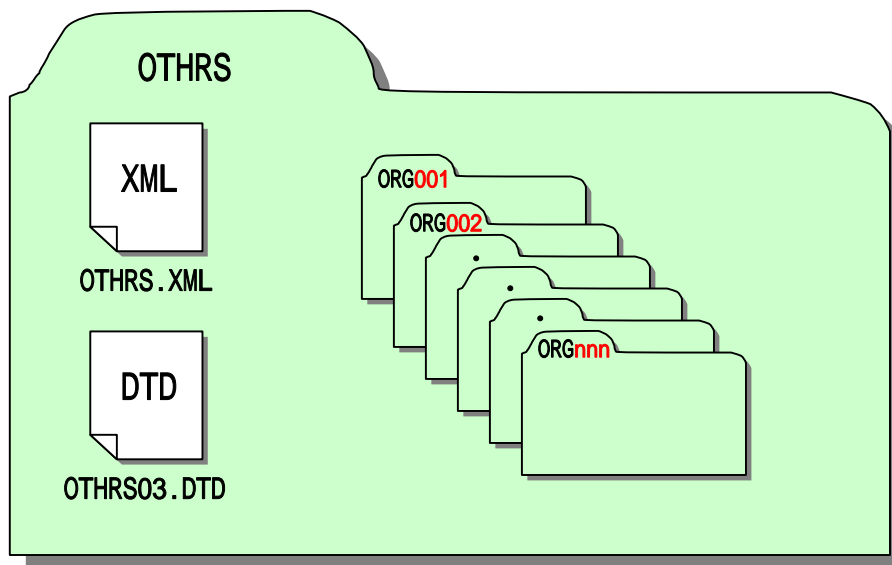 OTHRS
XML
OTHRS.XML
DTD
OTHRS03.DTD
ORG001
ORG002
•
•
•
ORGnnn